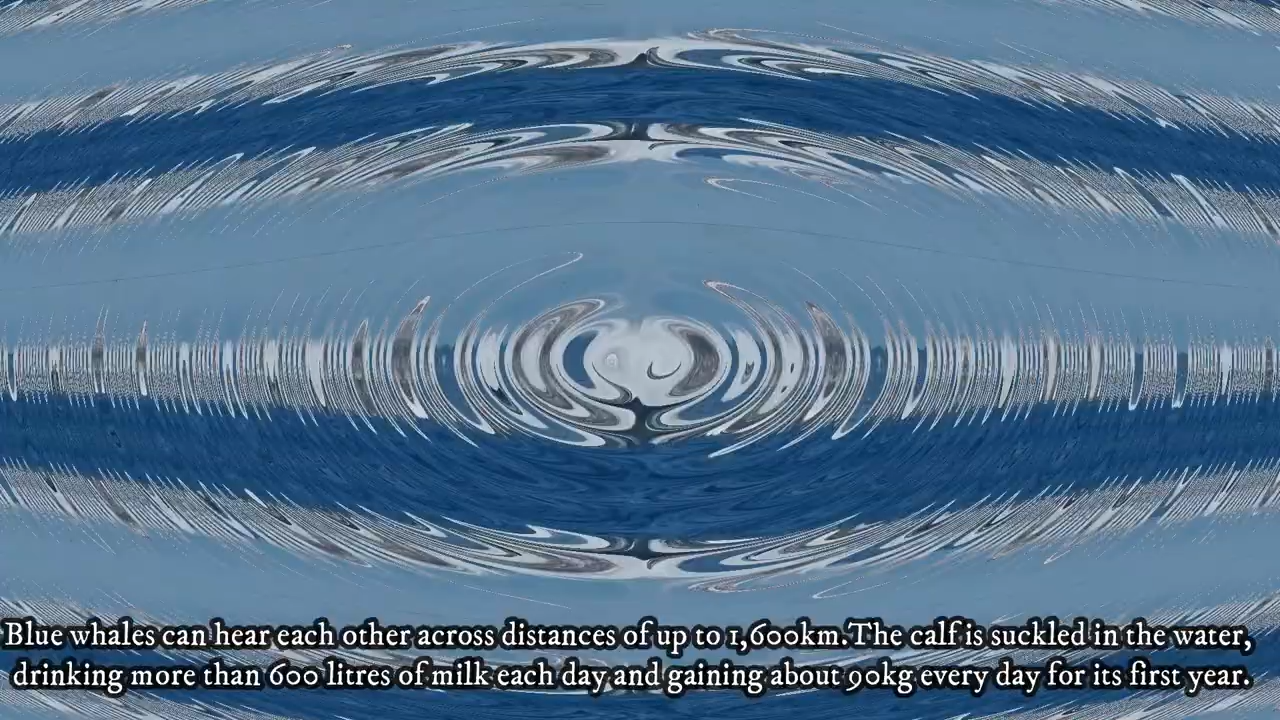 Blue whales can hear each other across distances of up to 1,600km.The calf is suckled in the water,
drinking more than 600 litres of milk each day and gaining about 90kg every day for its first year.